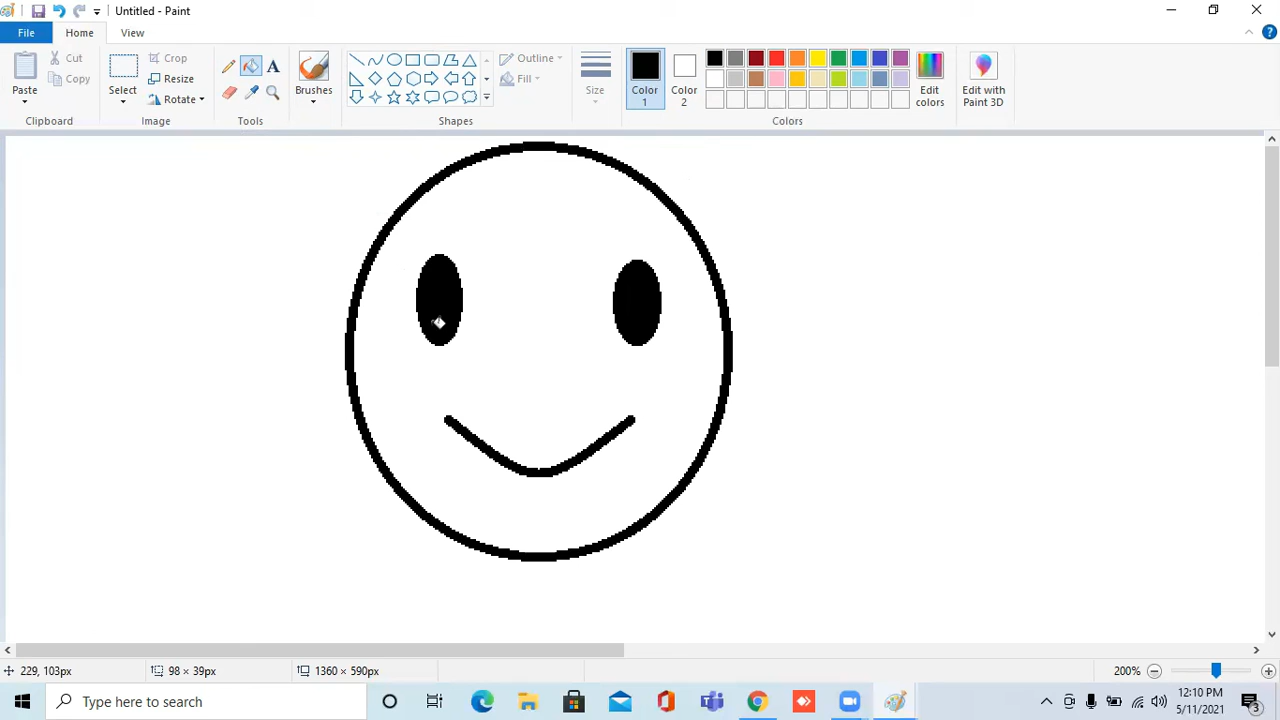 Untitled - Paint
File Home View
Paste
Cut
Copy
Clipboard
Select
Crop
Resize
Rotate
Image
A
Tools
Brushes
Outline
Fill
Shapes
Size
Color 1
Color 2
Edit colors
Colors
Edit with Paint 3D
229, 103px 98 × 39px 1360 × 590px 200%
Type here to search
12:10 PM
5/11/2021
3